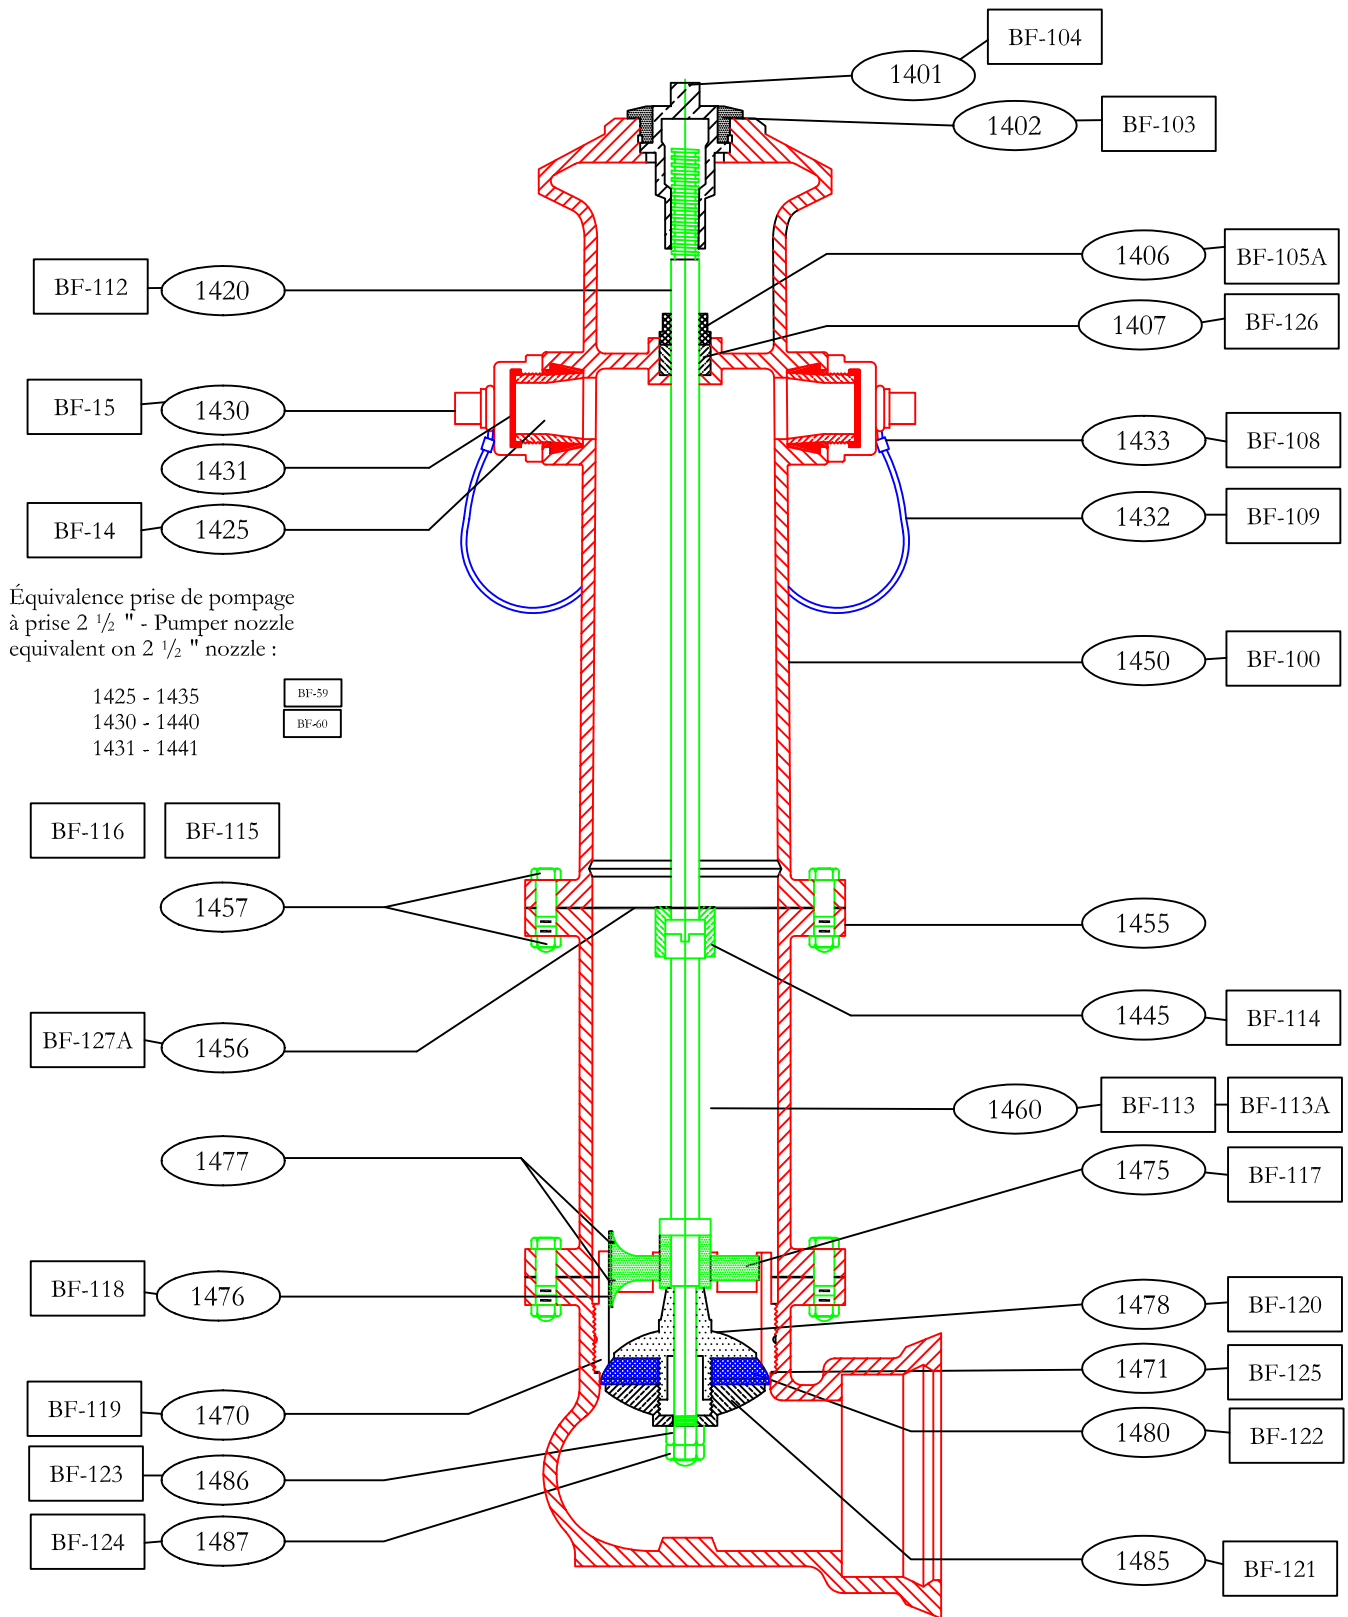 BF-104
1401
1402
BF-103
1406
BF-105A
BF-112
1420
1407
BF-126
BF-15
1430
1433
BF-108
1431
BF-14
1425
1432
BF-109
Équivalence prise de pompage
à prise 2 ½ " - Pumper nozzle
equivalent on 2 ½ " nozzle :
1450
BF-100
1425 - 1435
BF-59
1430 - 1440
BF-60
1431 - 1441
BF-116
BF-115
1457
1455
BF-127A
1456
1445
BF-114
1460
BF-113
BF-113A
1477
1475
BF-117
BF-118
1476
1478
BF-120
1471
BF-125
BF-119
1470
1480
BF-122
BF-123
1486
BF-124
1487
1485
BF-121